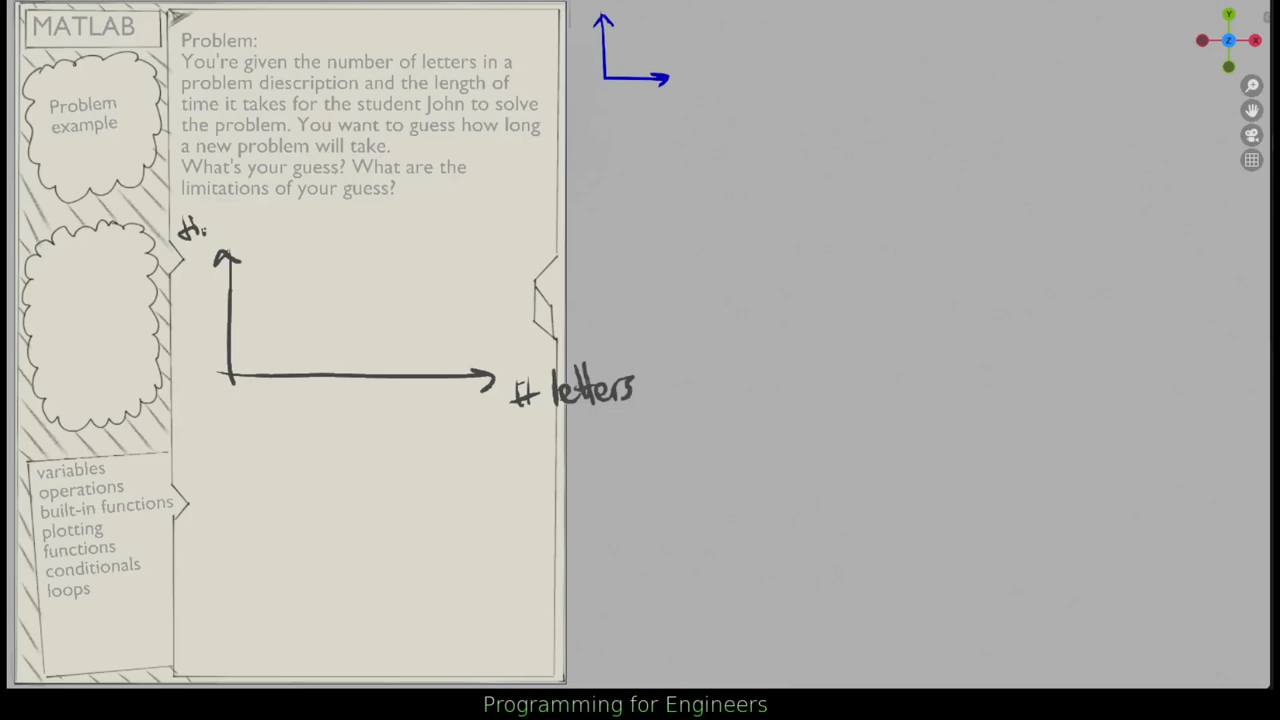 MATLAB
Problem
example
Problem:
You're given the number of letters in a
problem diescription and the length of
time it takes for the student John to solve
the problem. You want to guess how long
a new problem will take.
What's your guess? What are the
limitations of your guess?
# letters
variables
operations
built-in functions
plotting
functions
conditionals
loops
Y
Z
X
Programming for Engineers